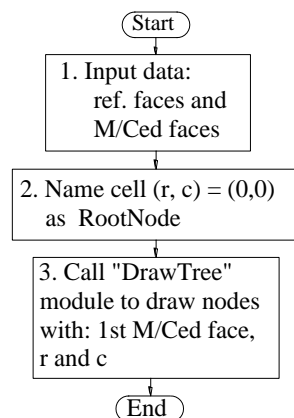 Start
1. Input data:
ref. faces and
M/Ced faces
2. Name cell (r, c) = (0,0)
as RootNode
3. Call "DrawTree"
module to draw nodes
with: 1st M/Ced face,
r and c
End